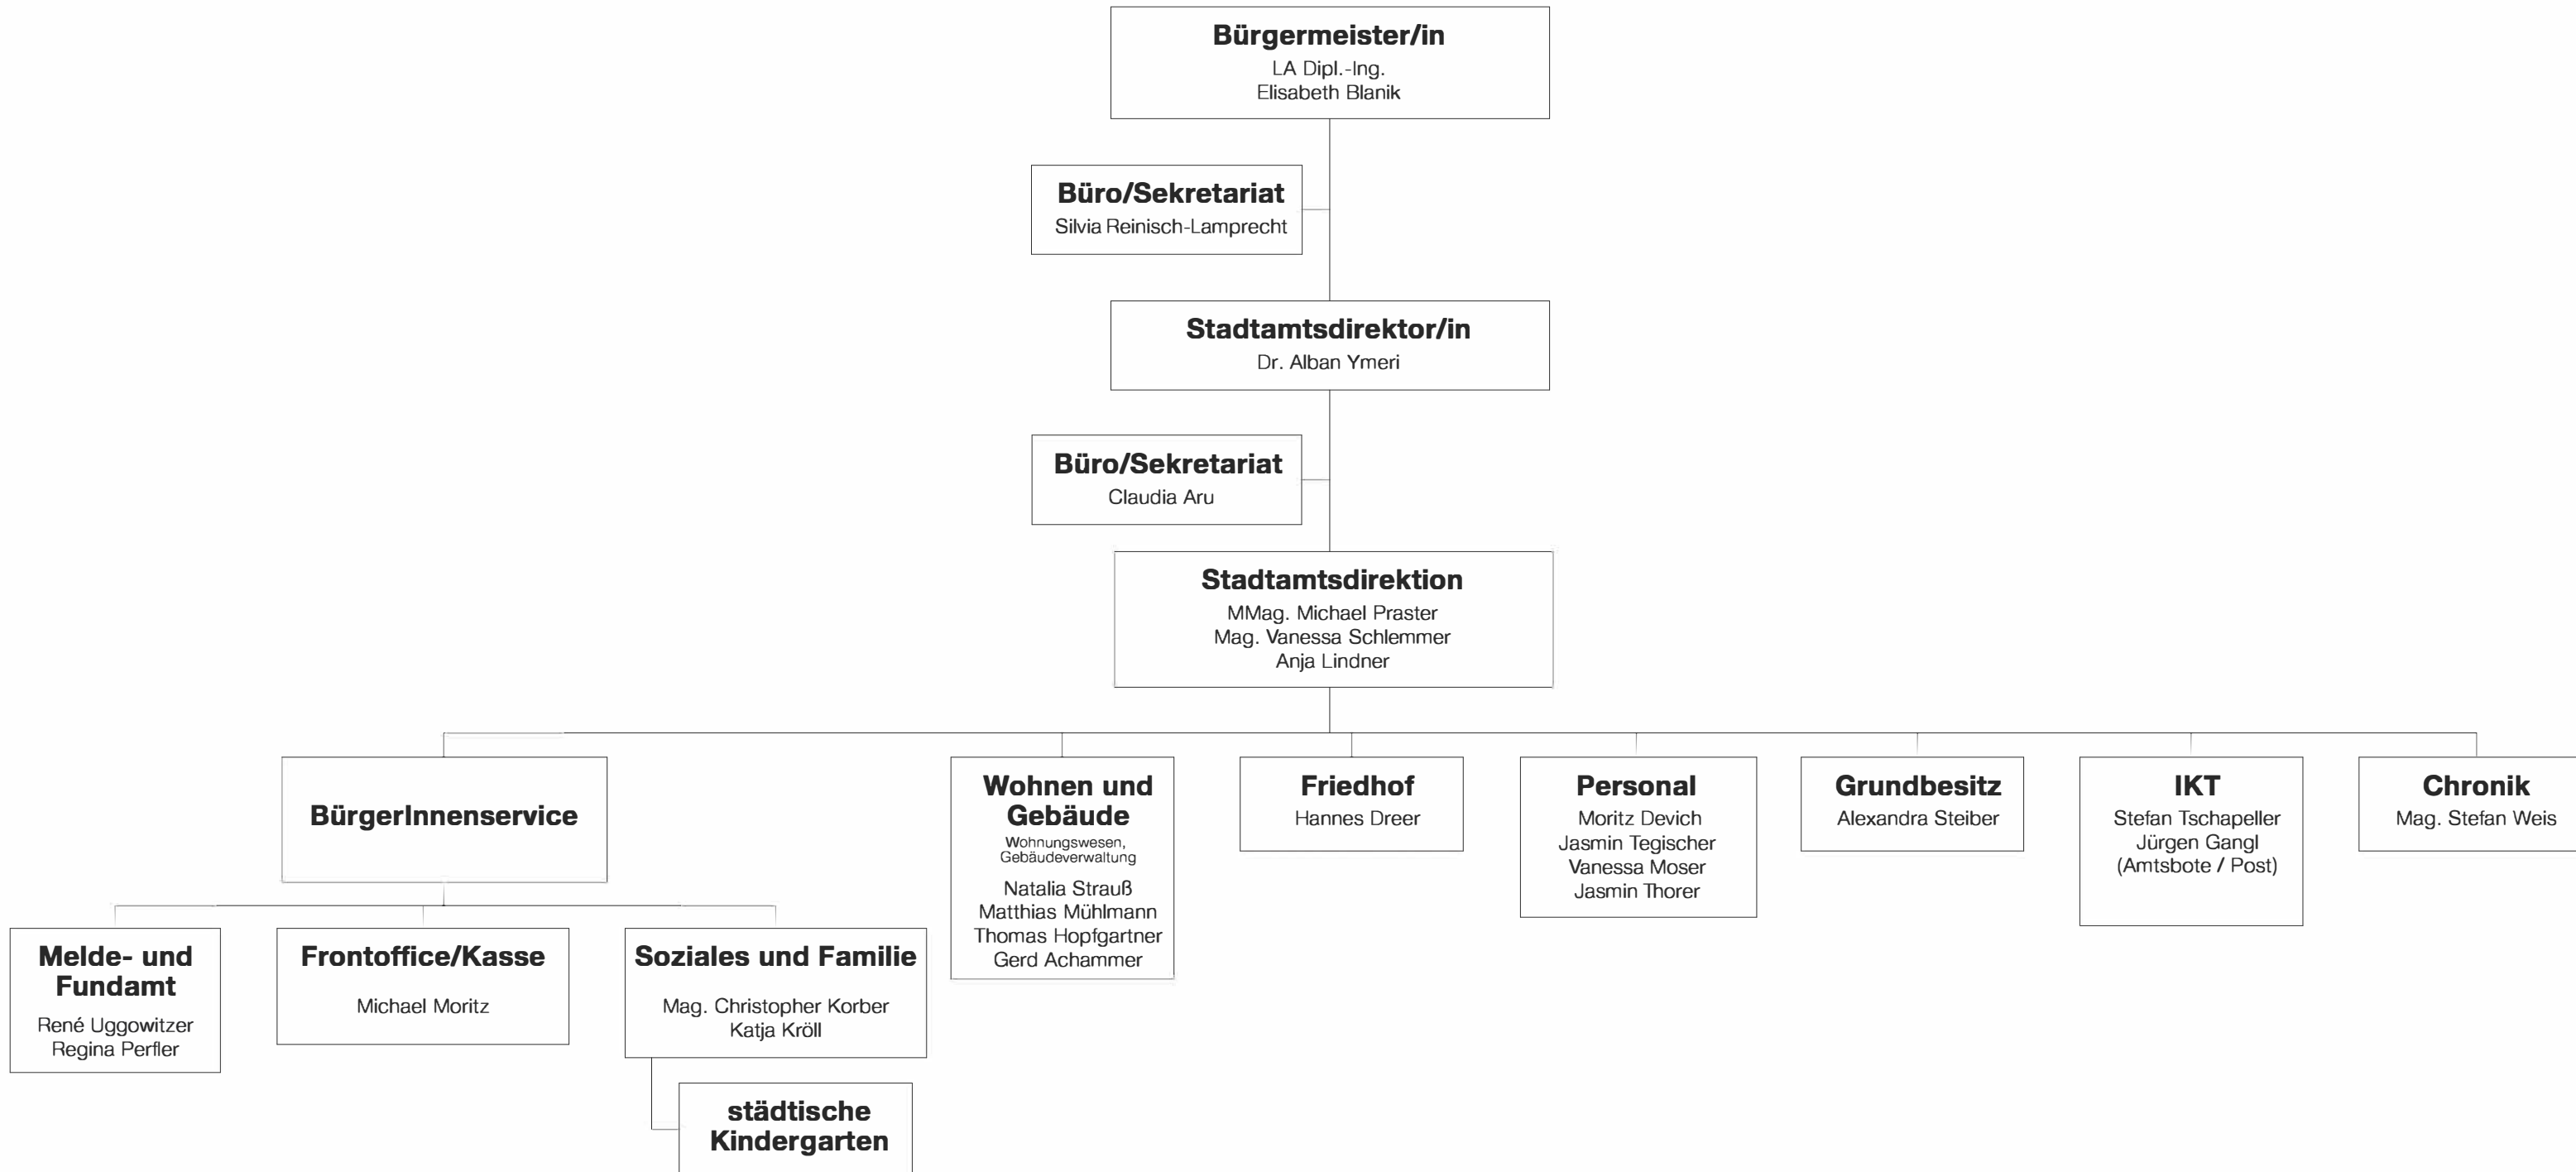 Bürgermeister/in
LA Dipl.-Ing.
Elisabeth Blanik
Büro/Sekretariat
Silvia Reinisch-Lamprecht
Stadtamtsdirektor/in
Dr. Alban Ymeri
Büro/Sekretariat
Claudia Aru
Stadtamtsdirektion
MMag. Michael Praster
Mag. Vanessa Schlemmer
Anja Lindner
BürgerInnenservice
Wohnen und
Gebäude
Wohnungswesen,
Gebäudeverwaltung
Natalia Strauß
Matthias Mühlmann
Thomas Hopfgartner
Gerd Achammer
Friedhof
Hannes Dreer
Personal
Moritz Devich
Jasmin Tegischer
Vanessa Moser
Jasmin Thorer
Grundbesitz
Alexandra Steiber
IKT
Stefan Tschapeller
Jürgen Gangl
(Amtsbote / Post)
Chronik
Mag. Stefan Weis
Melde- und
Fundamt
René Uggowitzer
Regina Perfler
Frontoffice/Kasse
Michael Moritz
Soziales und Familie
Mag. Christopher Korber
Katja Kröll
städtische
Kindergarten